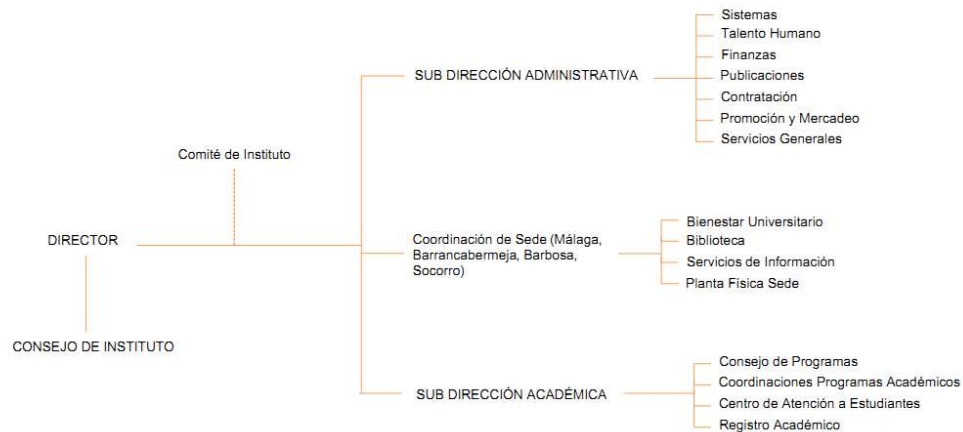 Sistemas
Talento Humano
Finanzas
SUB DIRECCIÓN ADMINISTRATIVA
Publicaciones
Contratación
Promoción y Mercadeo
Servicios Generales
Comité de Instituto
DIRECTOR
CONSEJO DE INSTITUTO
Coordinación de Sede (Málaga,
Barrancabermeja, Barbosa,
Socorro)
Bienestar Universitario
Biblioteca
Servicios de Información
Planta Física Sede
SUB DIRECCIÓN ACADÉMICA
Consejo de Programas
Coordinaciones Programas Académicos
Centro de Atención a Estudiantes
Registro Académico